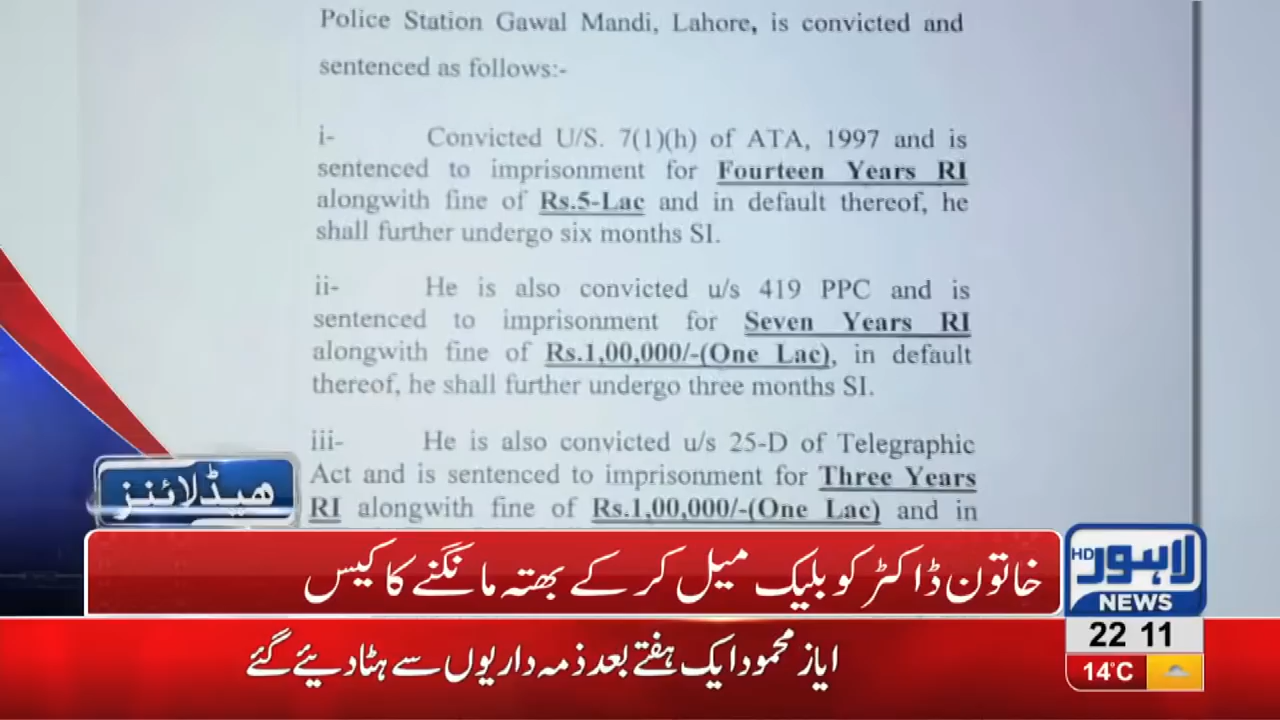 Police Station Gawal Mandi, Lahore, is convicted and
sentenced as follows:-
i- Convicted U/S. 7(1)(h) of ATA, 1997 and is
sentenced to imprisonment for Fourteen Years RI
alongwith fine of Rs.5-Lac and in default thereof, he
shall further undergo six months SI.
ii- He is also convicted u/s 419 PPC and is
sentenced to imprisonment for Seven Years RI
alongwith fine of Rs.1,00,000/-(One Lac), in default
thereof, he shall further undergo three months SI.
iii- He is also convicted u/s 25-D of Telegraphic
Act and is sentenced to imprisonment for Three Years
RI alongwith fine of Rs.1,00,000/-(One Lac) and in
ہیڈلائنز
خاتون ڈاکٹر کو بلیک میل کر کے بھتہ مانگنے کا کیس
HD لاہور
NEWS
22 11
ایاز محمود ایک ہفتے بعد ذمہ داریوں سے ہٹا دیئے گئے
14°C